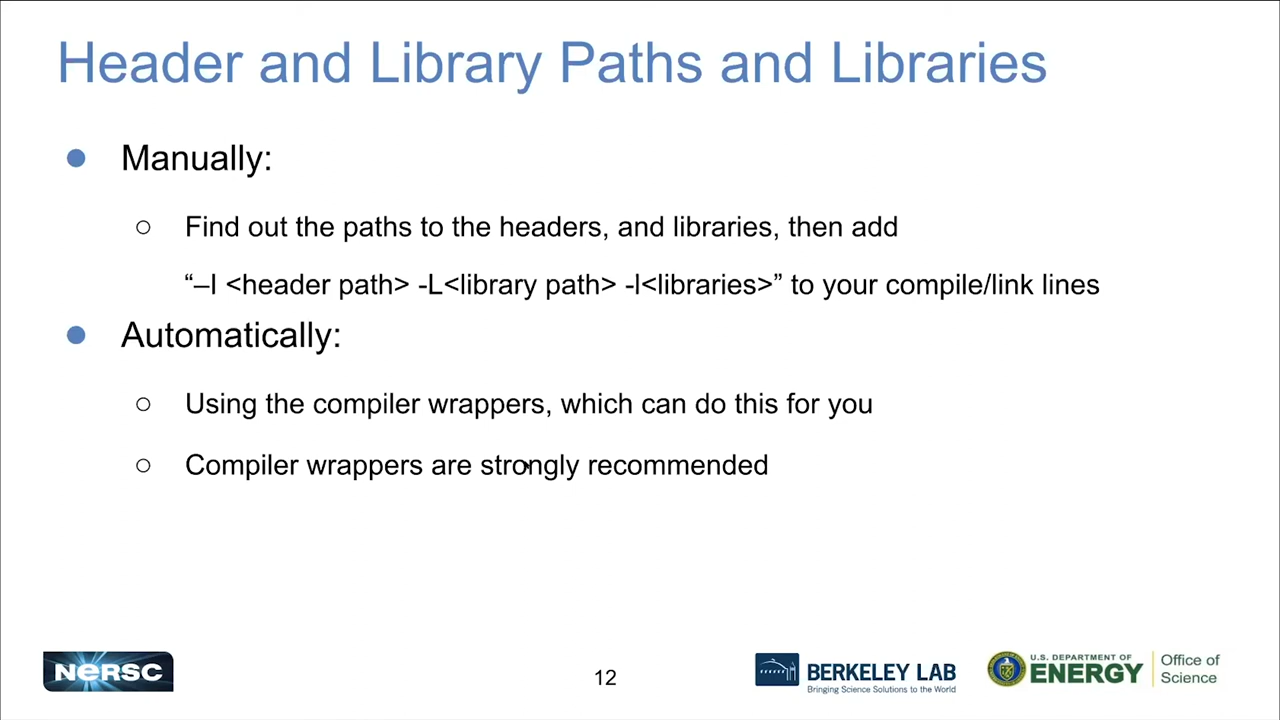 Header and Library Paths and Libraries
● Manually:
○ Find out the paths to the headers, and libraries, then add
“–I <header path> -L<library path> -l<libraries>” to your compile/link lines
● Automatically:
○ Using the compiler wrappers, which can do this for you
○ Compiler wrappers are strongly recommended
NERSC
12
BERKELEY LAB
Bringing Science Solutions to the World
U.S. DEPARTMENT OF
ENERGY
Office of
Science